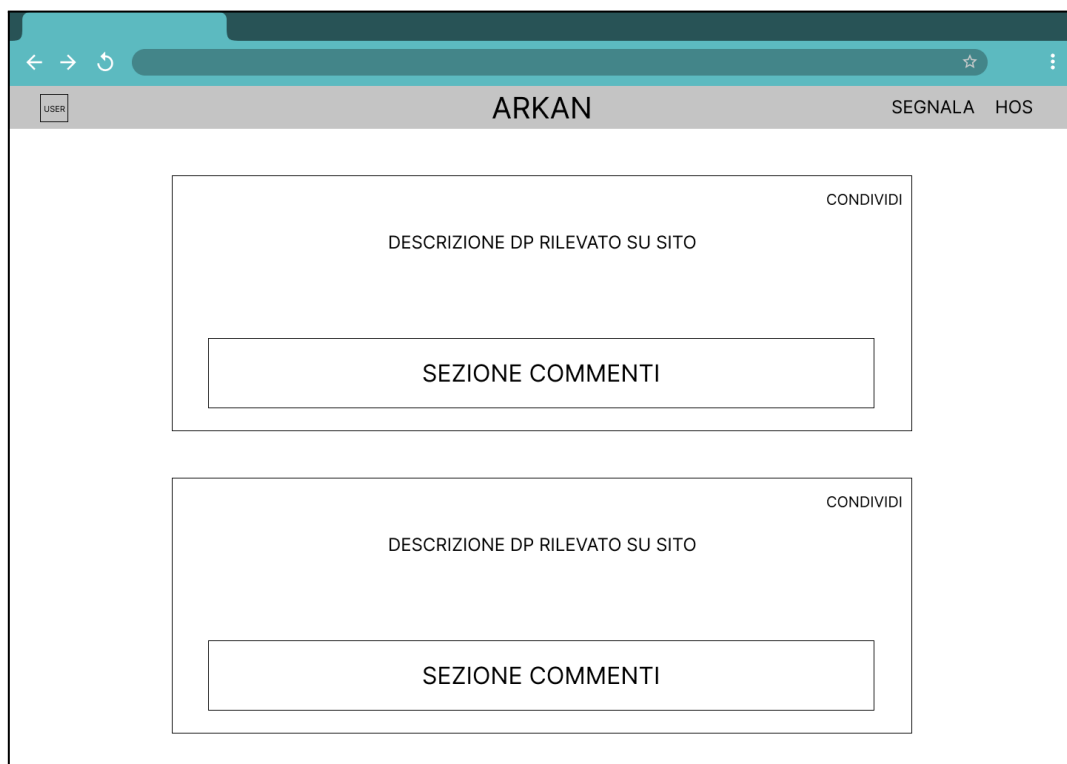 USER
ARKAN
SEGNALA
HOS
CONDIVIDI
DESCRIZIONE DP RILEVATO SU SITO
SEZIONE COMMENTI
CONDIVIDI
DESCRIZIONE DP RILEVATO SU SITO
SEZIONE COMMENTI